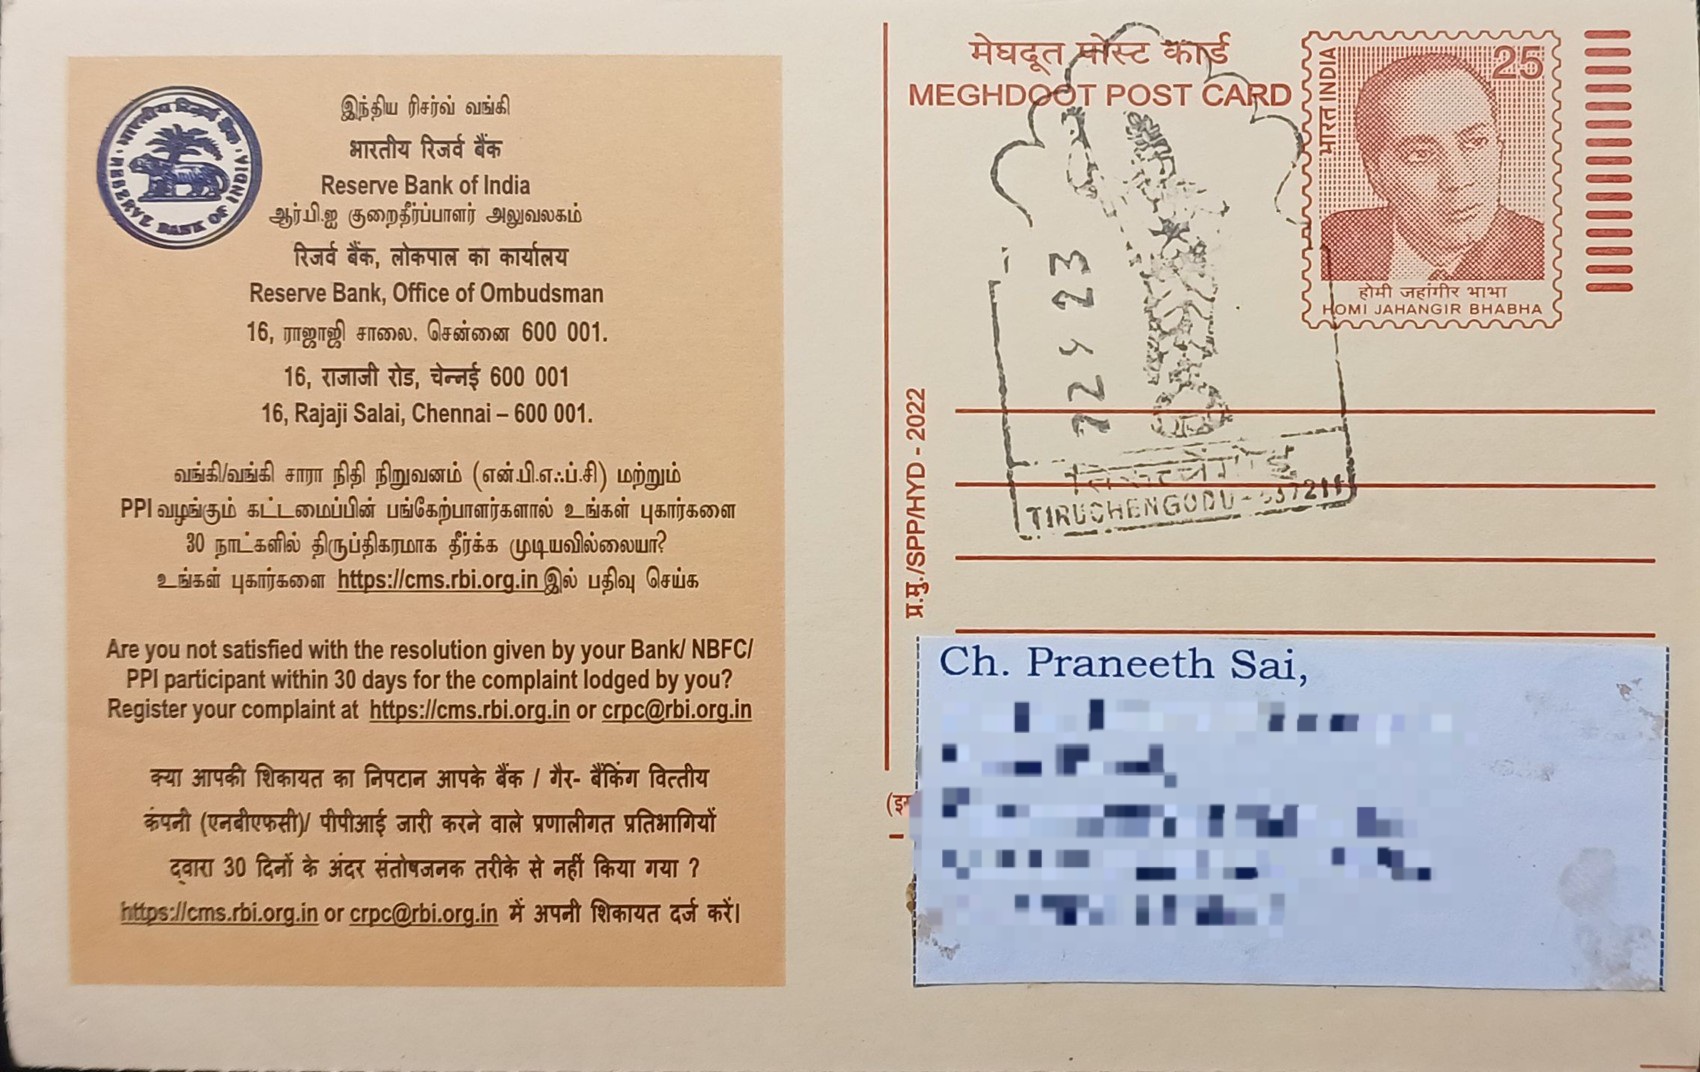 இந்திய ரிசர்வ் வங்கி
भारतीय रिजर्व बैंक
Reserve Bank of India
ஆர்.பி.ஐ குறைதீர்ப்பாளர் அலுவலகம்
रिजर्व बैंक, लोकपाल का कार्यालय
Reserve Bank, Office of Ombudsman
16, ராஜாஜி சாலை. சென்னை 600 001.
16, राजाजी रोड, चेन्नई 600 001
16, Rajaji Salai, Chennai – 600 001.
भारतीय रिज़र्व बैंक
RESERVE BANK OF INDIA
வங்கி/வங்கி சாரா நிதி நிறுவனம் (என்.பி.எஃப்.சி) மற்றும்
PPI வழங்கும் கட்டமைப்பின் பங்கேற்பாளர்களால் உங்கள் புகார்களை
30 நாட்களில் திருப்திகரமாக தீர்க்க முடியவில்லையா?
உங்கள் புகார்களை https://cms.rbi.org.in இல் பதிவு செய்க
Are you not satisfied with the resolution given by your Bank/ NBFC/
PPI participant within 30 days for the complaint lodged by you?
Register your complaint at https://cms.rbi.org.in or crpc@rbi.org.in
क्या आपकी शिकायत का निपटान आपके बैंक / गैर- बैंकिंग वित्तीय
कंपनी (एनबीएफसी)/ पीपीआई जारी करने वाले प्रणालीगत प्रतिभागियों
द्वारा 30 दिनों के अंदर संतोषजनक तरीके से नहीं किया गया ?
https://cms.rbi.org.in or crpc@rbi.org.in में अपनी शिकायत दर्ज करें।
मेघदूत पोस्ट कार्ड
MEGHDOOT POST CARD
भारत INDIA
25
होमी जहांगीर भाभा
HOMI JAHANGIR BHABHA
प्र.मु./SPP/HYD - 2022
23
TIRUCHENGODU - 637211
Ch. Praneeth Sai,